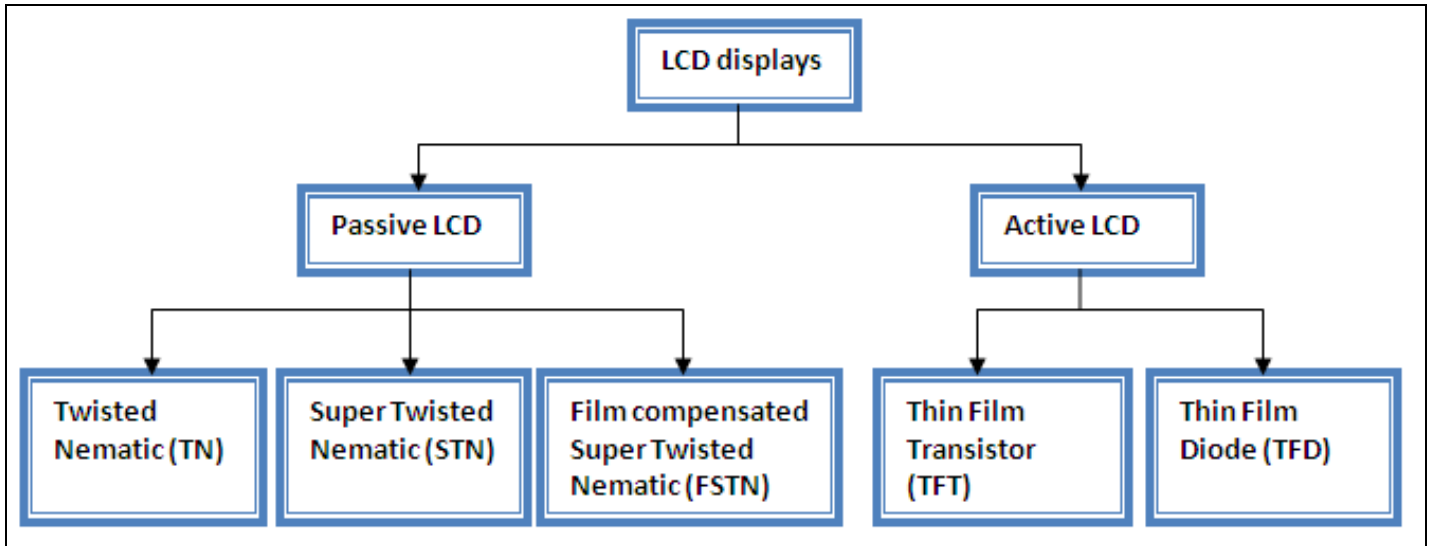 LCD displays
Passive LCD
Active LCD
Twisted
Nematic (TN)
Super Twisted
Nematic (STN)
Film compensated
Super Twisted
Nematic (FSTN)
Thin Film
Transistor
(TFT)
Thin Film
Diode (TFD)